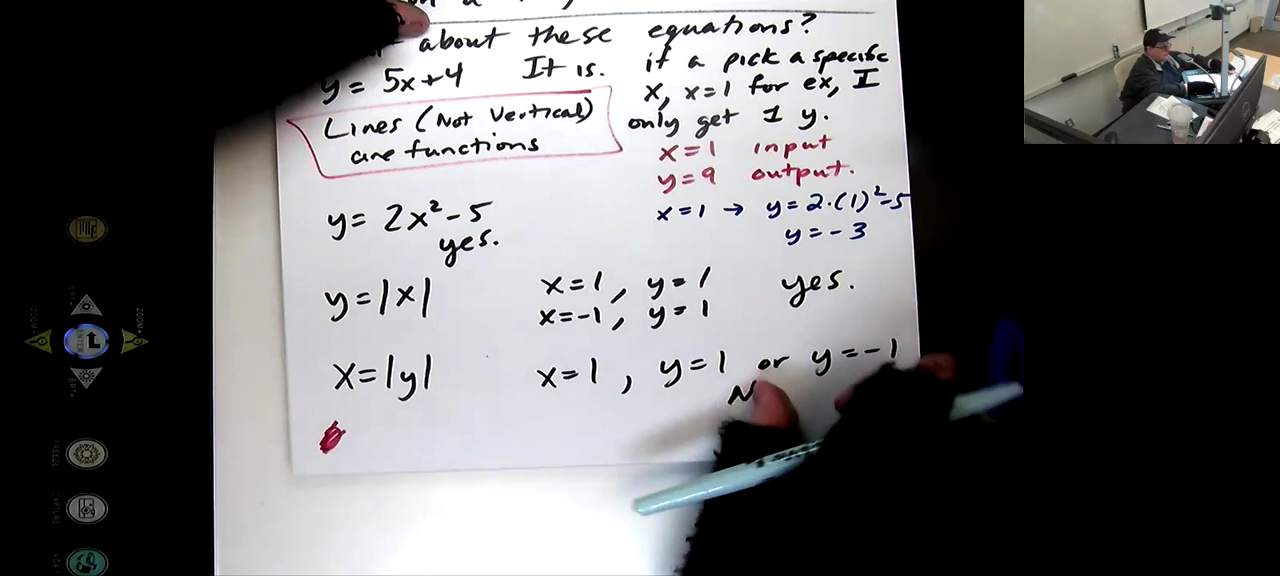 about these equations?
y = 5x+4 It is. if a pick a specific
x, x=1 for ex, I
only get 1 y.
Lines (Not Vertical)
are functions
x=1 input
y=9 output.
y= 2x²-5
yes.
x=1 → y=2·(1)²-5
y=-3
y=|x| x=1, y=1 yes.
x=-1, y=1
x=|y| x=1, y=1 or y=-1